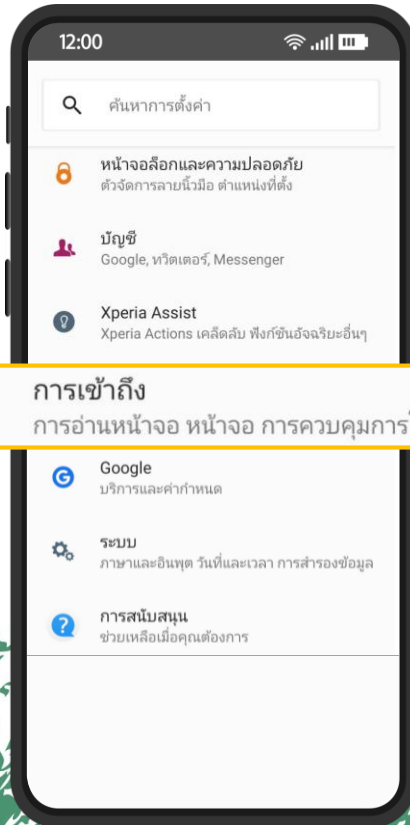 12:00
ค้นหาการตั้งค่า
หน้าจอล็อกและความปลอดภัย
ตัวจัดการลายนิ้วมือ ตำแหน่งที่ตั้ง
บัญชี
Google, ทวิตเตอร์, Messenger
Xperia Assist
Xperia Actions เคล็ดลับ ฟังก์ชันอัจฉริยะอื่นๆ
การเข้าถึง
การอ่านหน้าจอ หน้าจอ การควบคุมการ
Google
บริการและค่ากำหนด
ระบบ
ภาษาและอินพุต วันที่และเวลา การสำรองข้อมูล
การสนับสนุน
ช่วยเหลือเมื่อคุณต้องการ